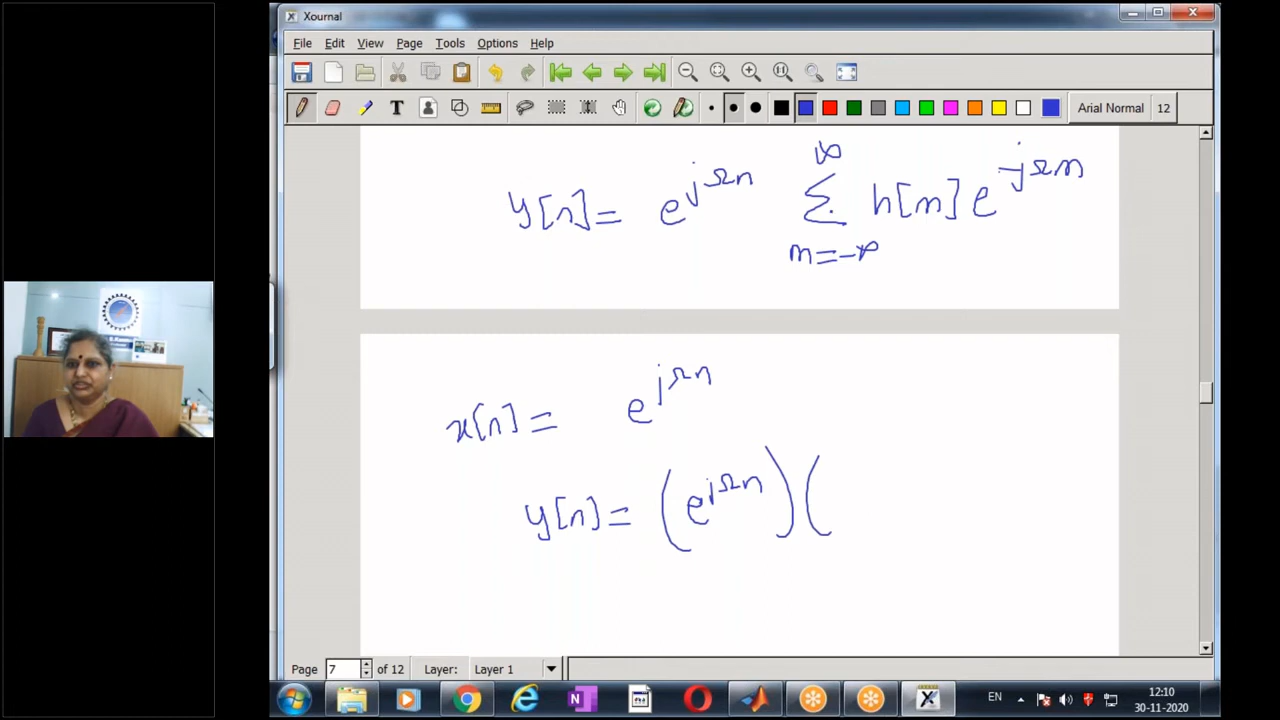 Xournal
File Edit View Page Tools Options Help
Arial Normal 12
y[n] = e^{jΩn} ∑_{m=-∞}^{∞} h[m] e^{-jΩm}
x[n] = e^{jΩn}
y[n] = (e^{jΩn}) (
Page 7 of 12 Layer: Layer 1
EN 12:10
30-11-2020